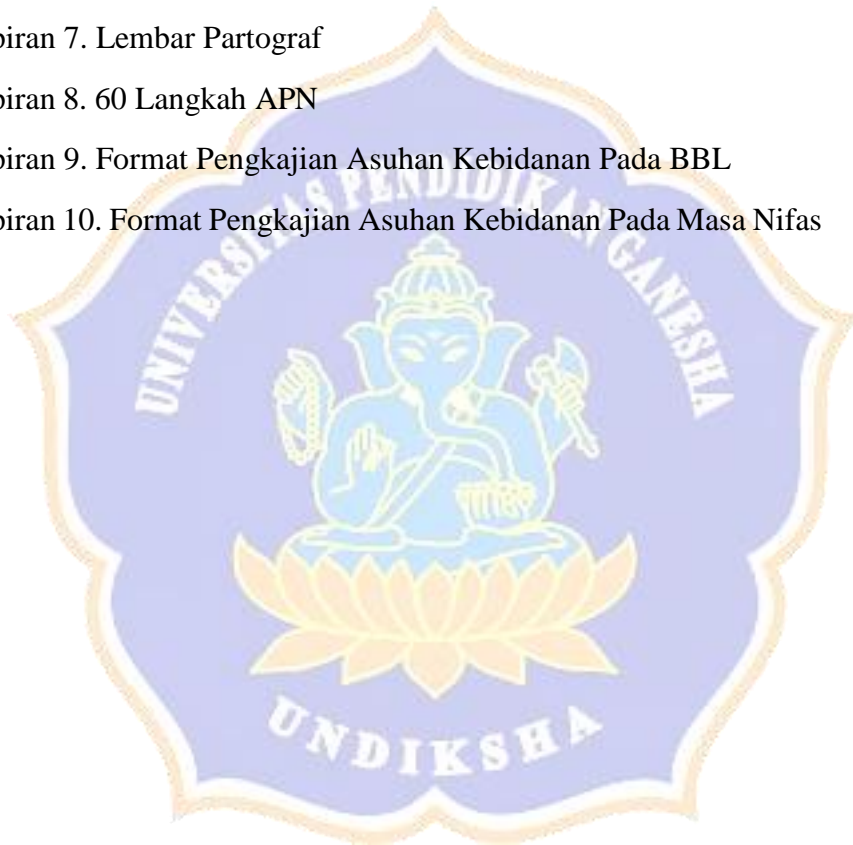 piran 7. Lembar Partograf
piran 8. 60 Langkah APN
piran 9. Format Pengkajian Asuhan Kebidanan Pada BBL
piran 10. Format Pengkajian Asuhan Kebidanan Pada Masa Nifas
UNIVERSITAS PENDIDIKAN GANESHA
UNDIKSHA